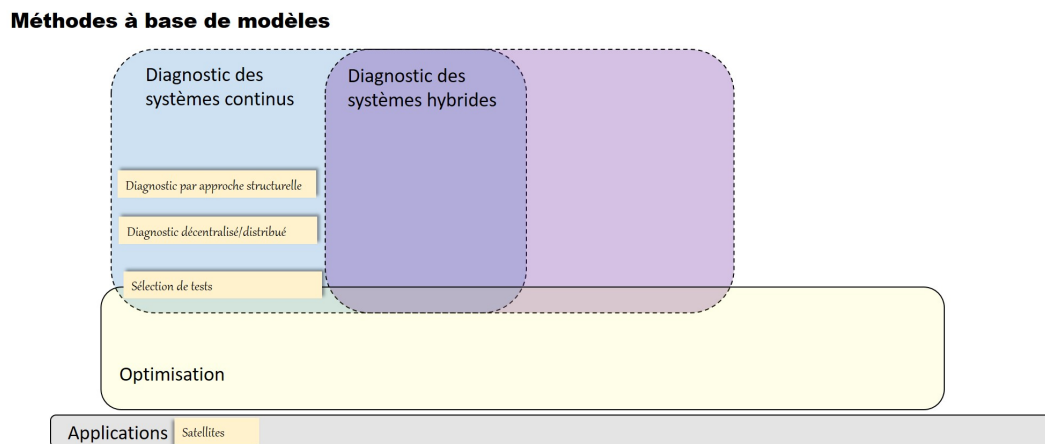 Méthodes à base de modèles
Diagnostic des
systèmes continus
Diagnostic des
systèmes hybrides
Diagnostic par approche structurelle
Diagnostic décentralisé/distribué
Sélection de tests
Optimisation
Applications
Satellites